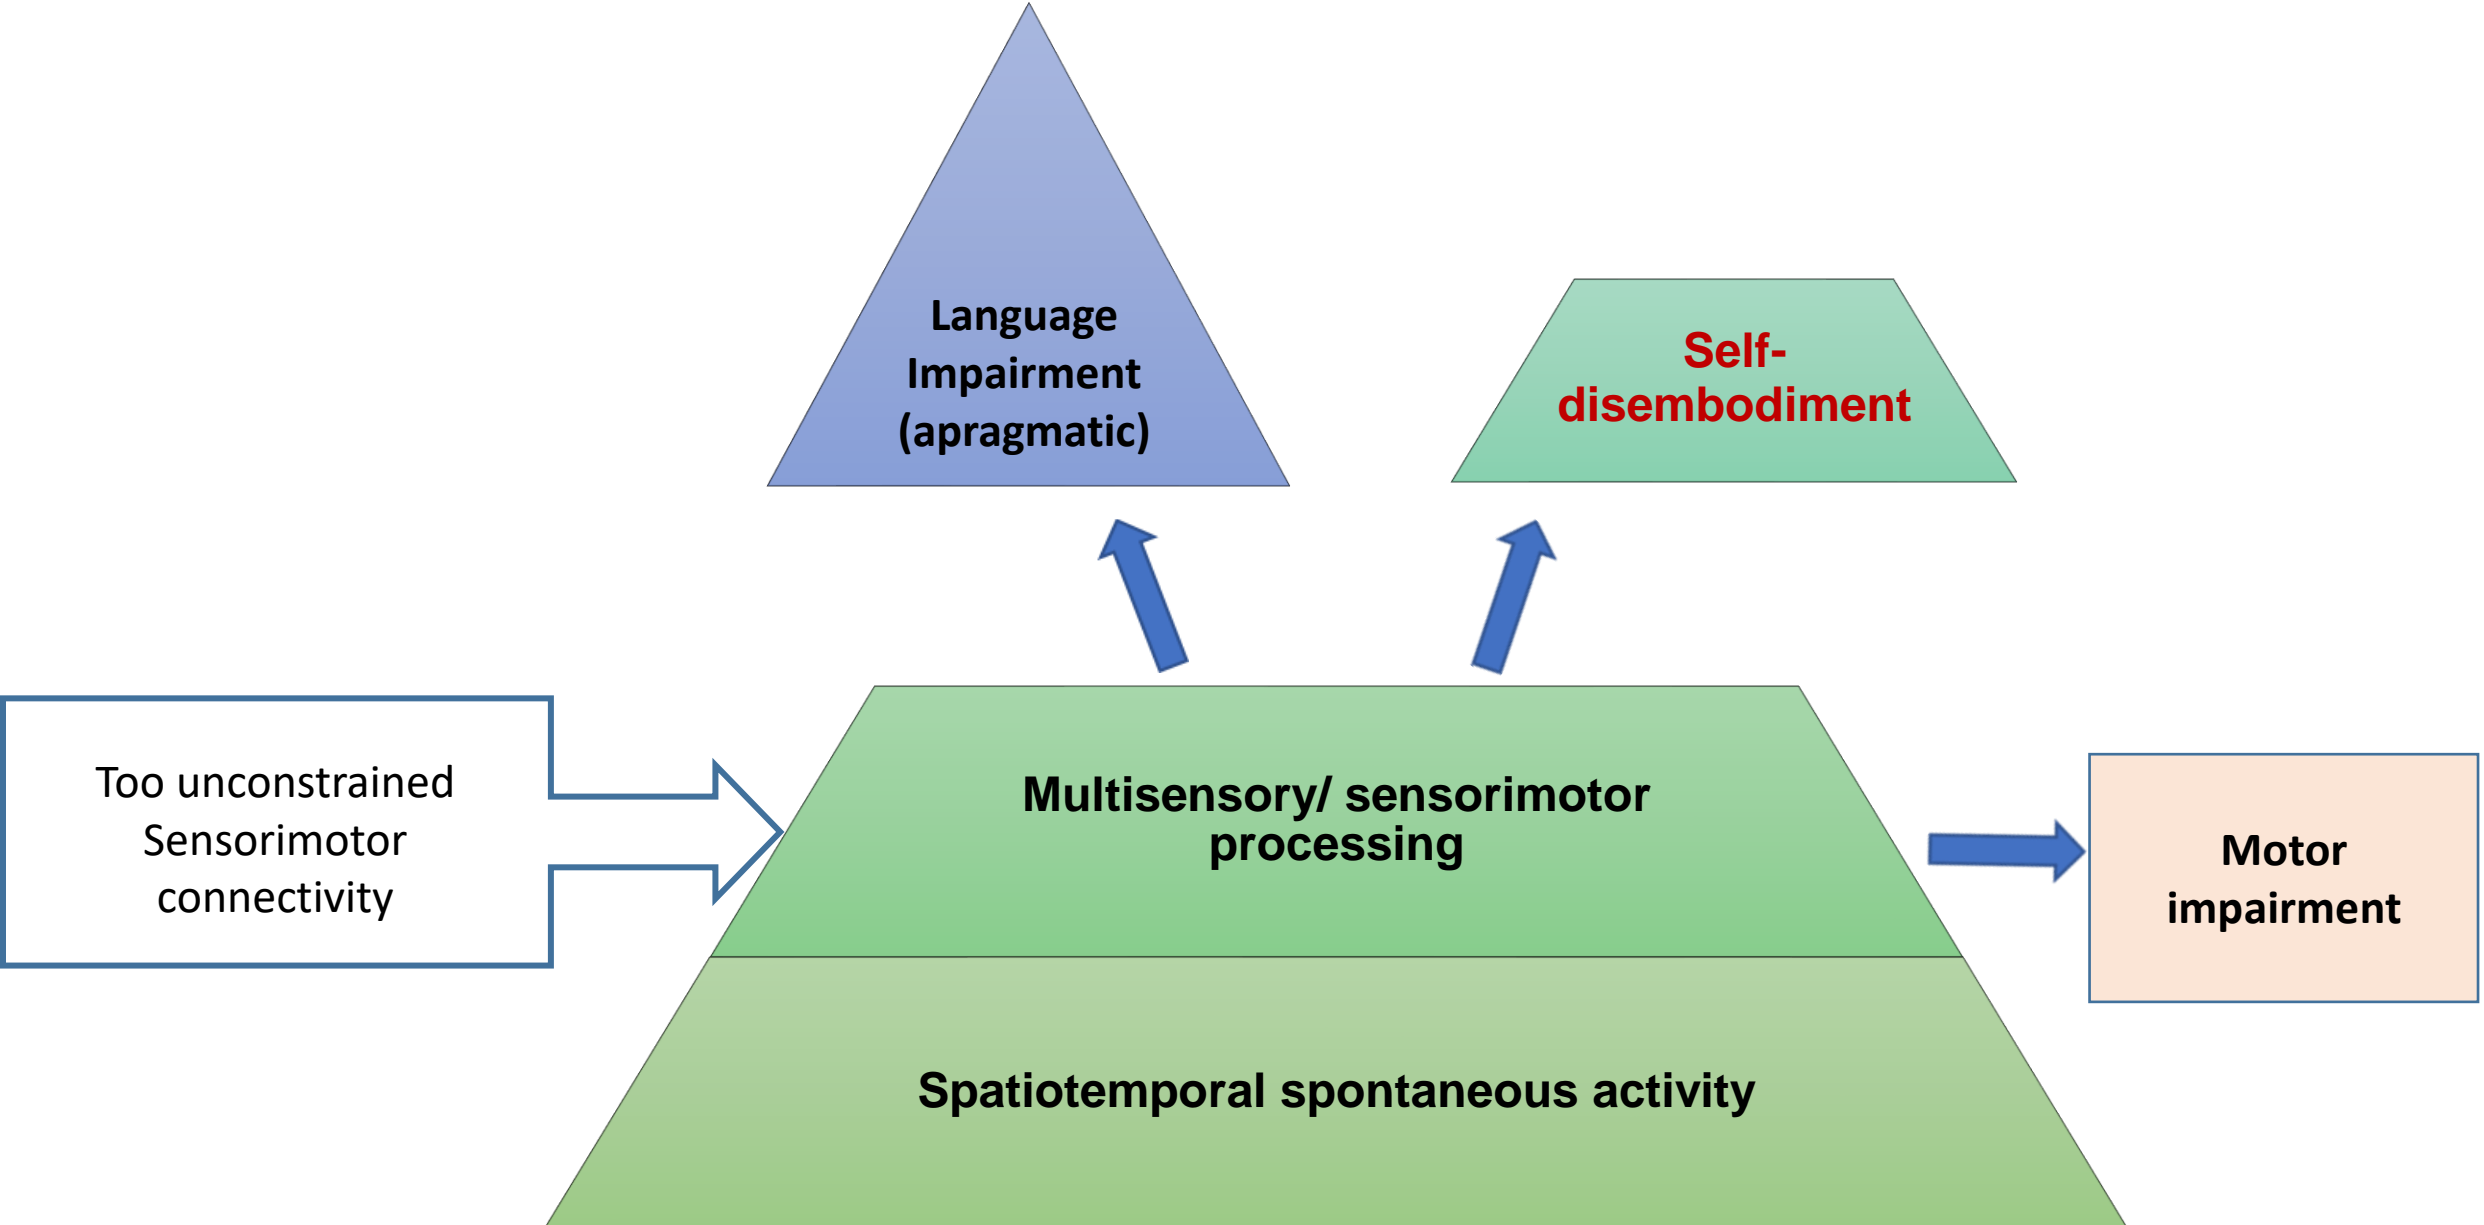 Language
Impairment
(apragmatic)
Self-
disembodiment
Too unconstrained
Sensorimotor
connectivity
Multisensory/ sensorimotor
processing
Motor
impairment
Spatiotemporal spontaneous activity